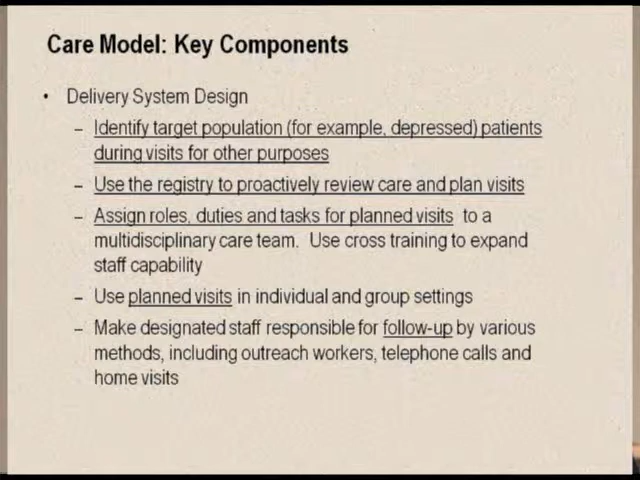 Care Model: Key Components
• Delivery System Design
– Identify target population (for example, depressed) patients
during visits for other purposes
– Use the registry to proactively review care and plan visits
– Assign roles, duties and tasks for planned visits to a
multidisciplinary care team. Use cross training to expand
staff capability
– Use planned visits in individual and group settings
– Make designated staff responsible for follow-up by various
methods, including outreach workers, telephone calls and
home visits